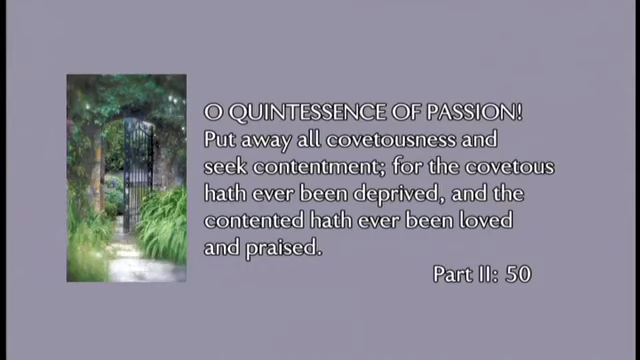 O QUINTESSENCE OF PASSION!
Put away all covetousness and
seek contentment; for the covetous
hath ever been deprived, and the
contented hath ever been loved
and praised.
Part II: 50